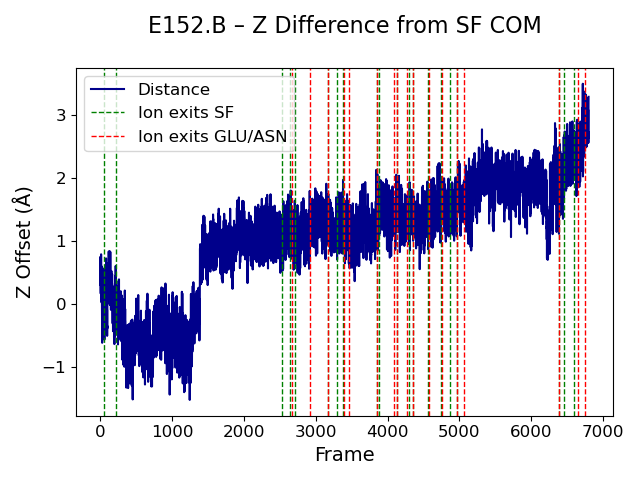 E152.B – Z Difference from SF COM
Distance
Ion exits SF
Ion exits GLU/ASN
Z Offset (Å)
3
2
1
0
−1
0 1000 2000 3000 4000 5000 6000 7000
Frame